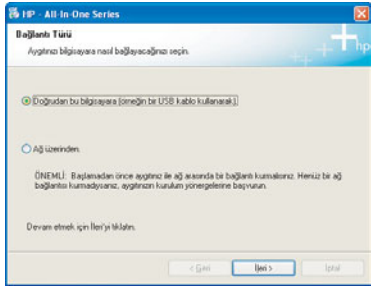 HP - All-In-One Series
Bağlantı Türü
Aygıtınızı bilgisayara nasıl bağlayacağınızı seçin.
hp
Doğrudan bu bilgisayara (örneğin bir USB kablo kullanarak).
Ağ üzerinden.
ÖNEMLİ: Başlamadan önce aygıtınız ile ağ arasında bir bağlantı kurmalısınız. Henüz bir ağ
bağlantısı kurmadıysanız, aygıtınızın kurulum yönergelerine başvurun.
Devam etmek için İleri'yi tıklatın.
< Geri
İleri >
İptal